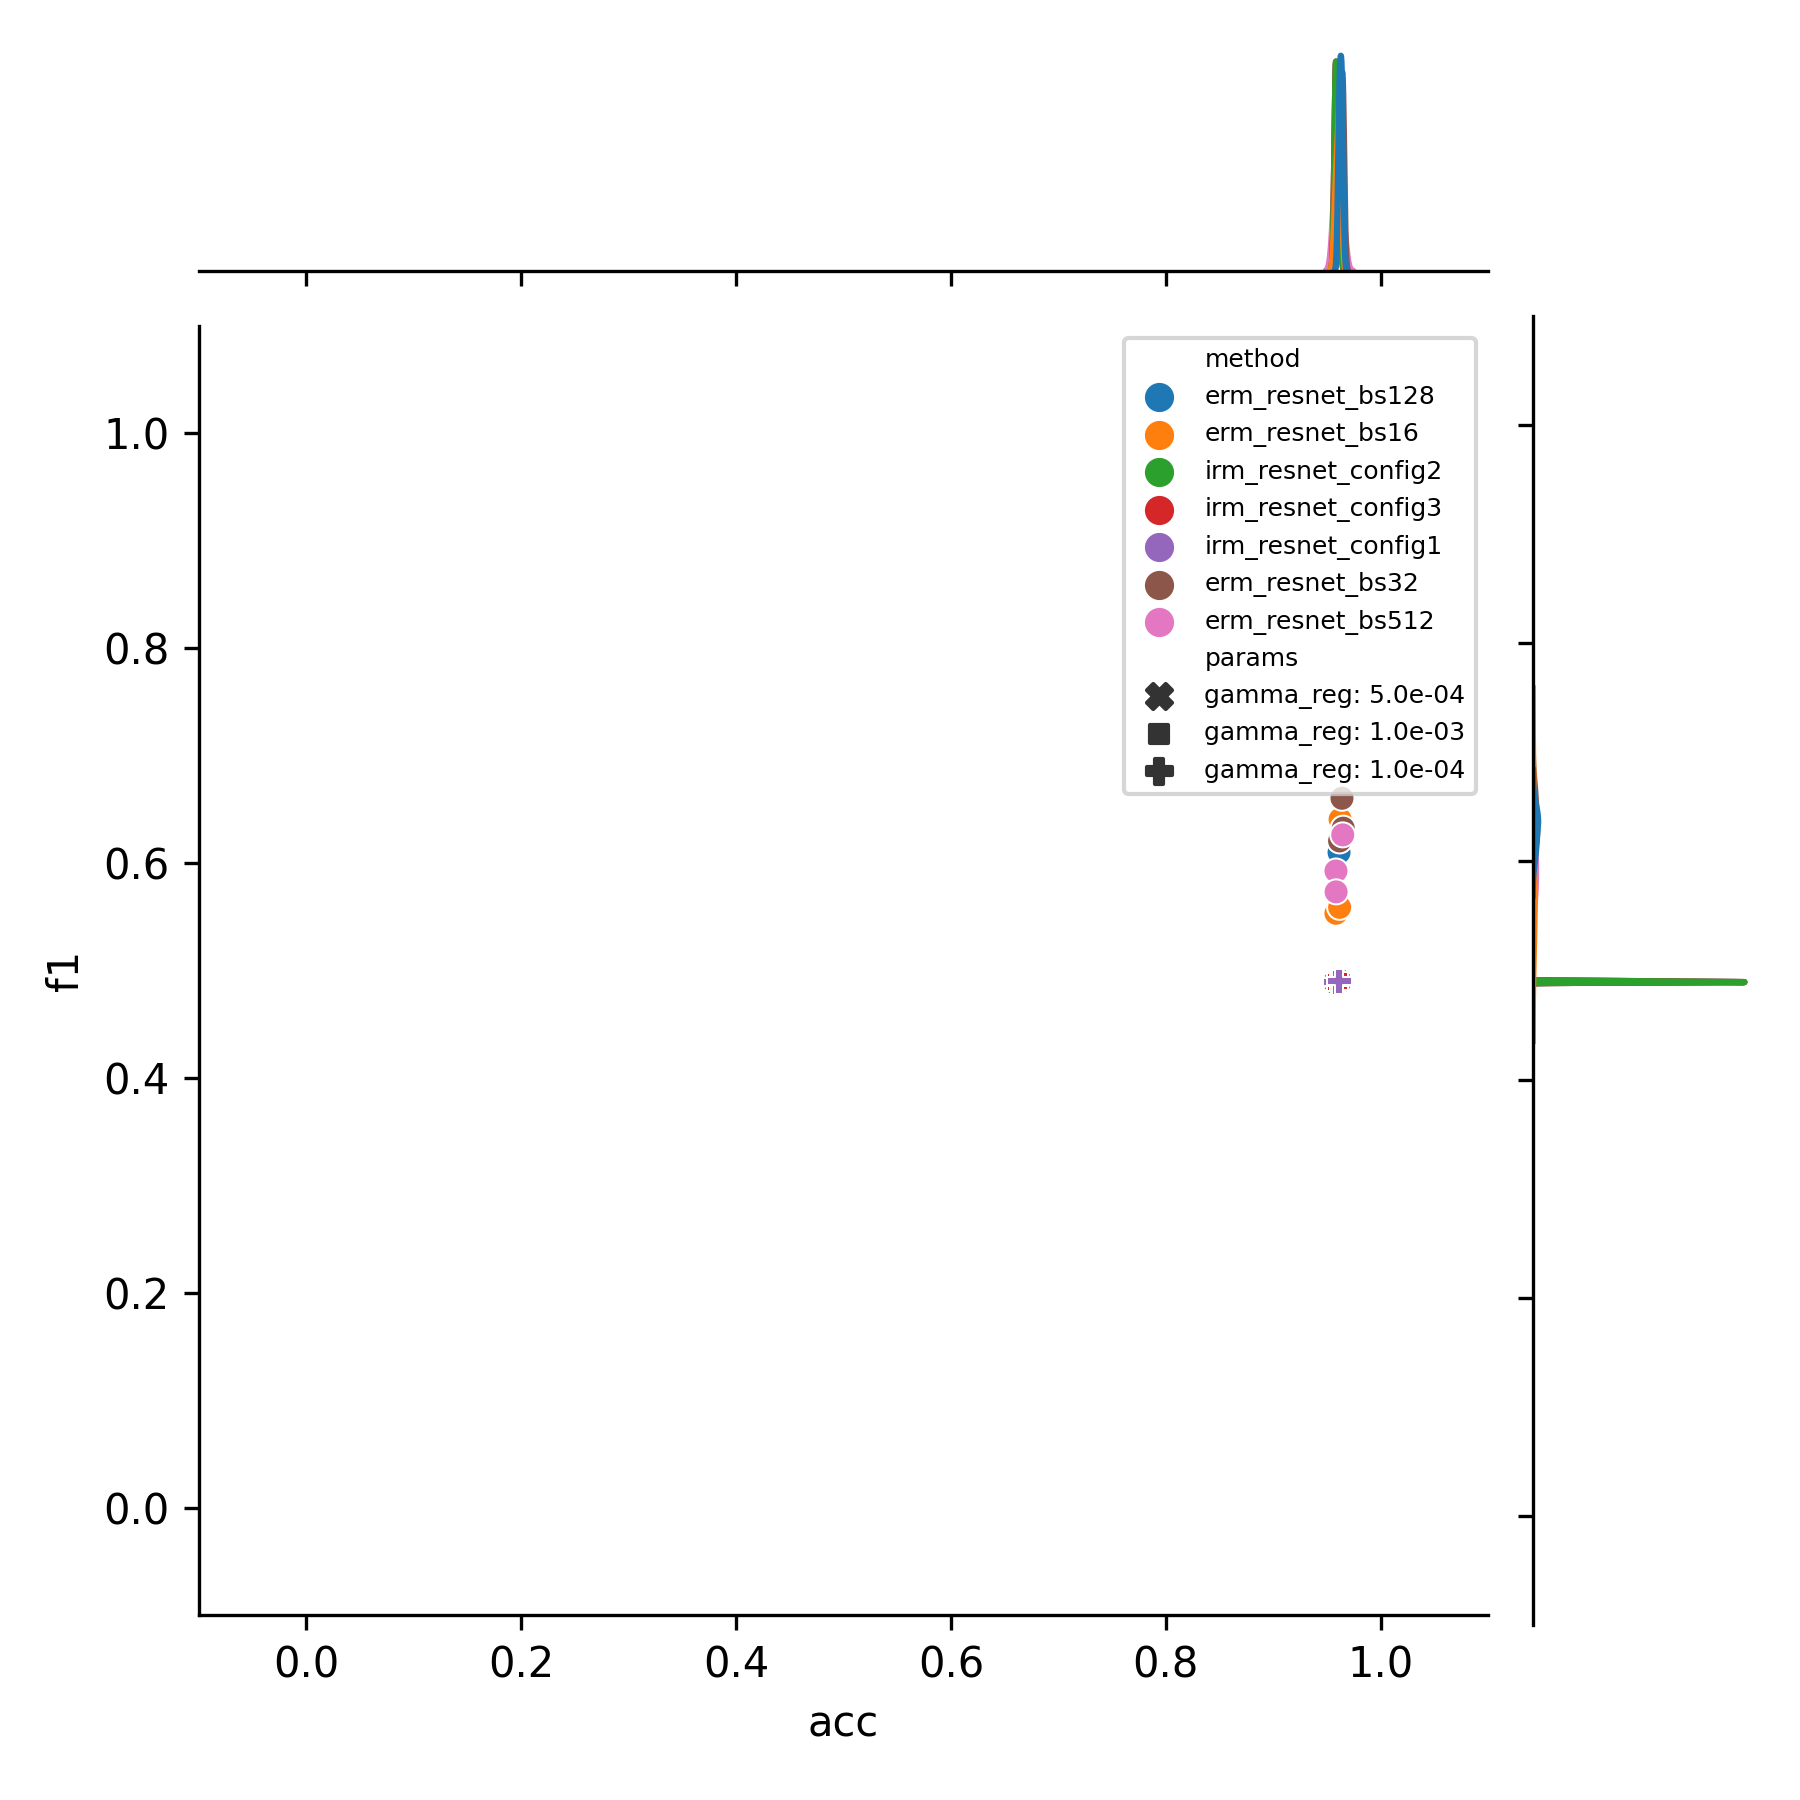 method
erm_resnet_bs128
erm_resnet_bs16
irm_resnet_config2
irm_resnet_config3
irm_resnet_config1
erm_resnet_bs32
erm_resnet_bs512
params
gamma_reg: 5.0e-04
gamma_reg: 1.0e-03
gamma_reg: 1.0e-04
1.0
0.8
0.6
0.4
0.2
0.0
f1
0.0 0.2 0.4 0.6 0.8 1.0
acc